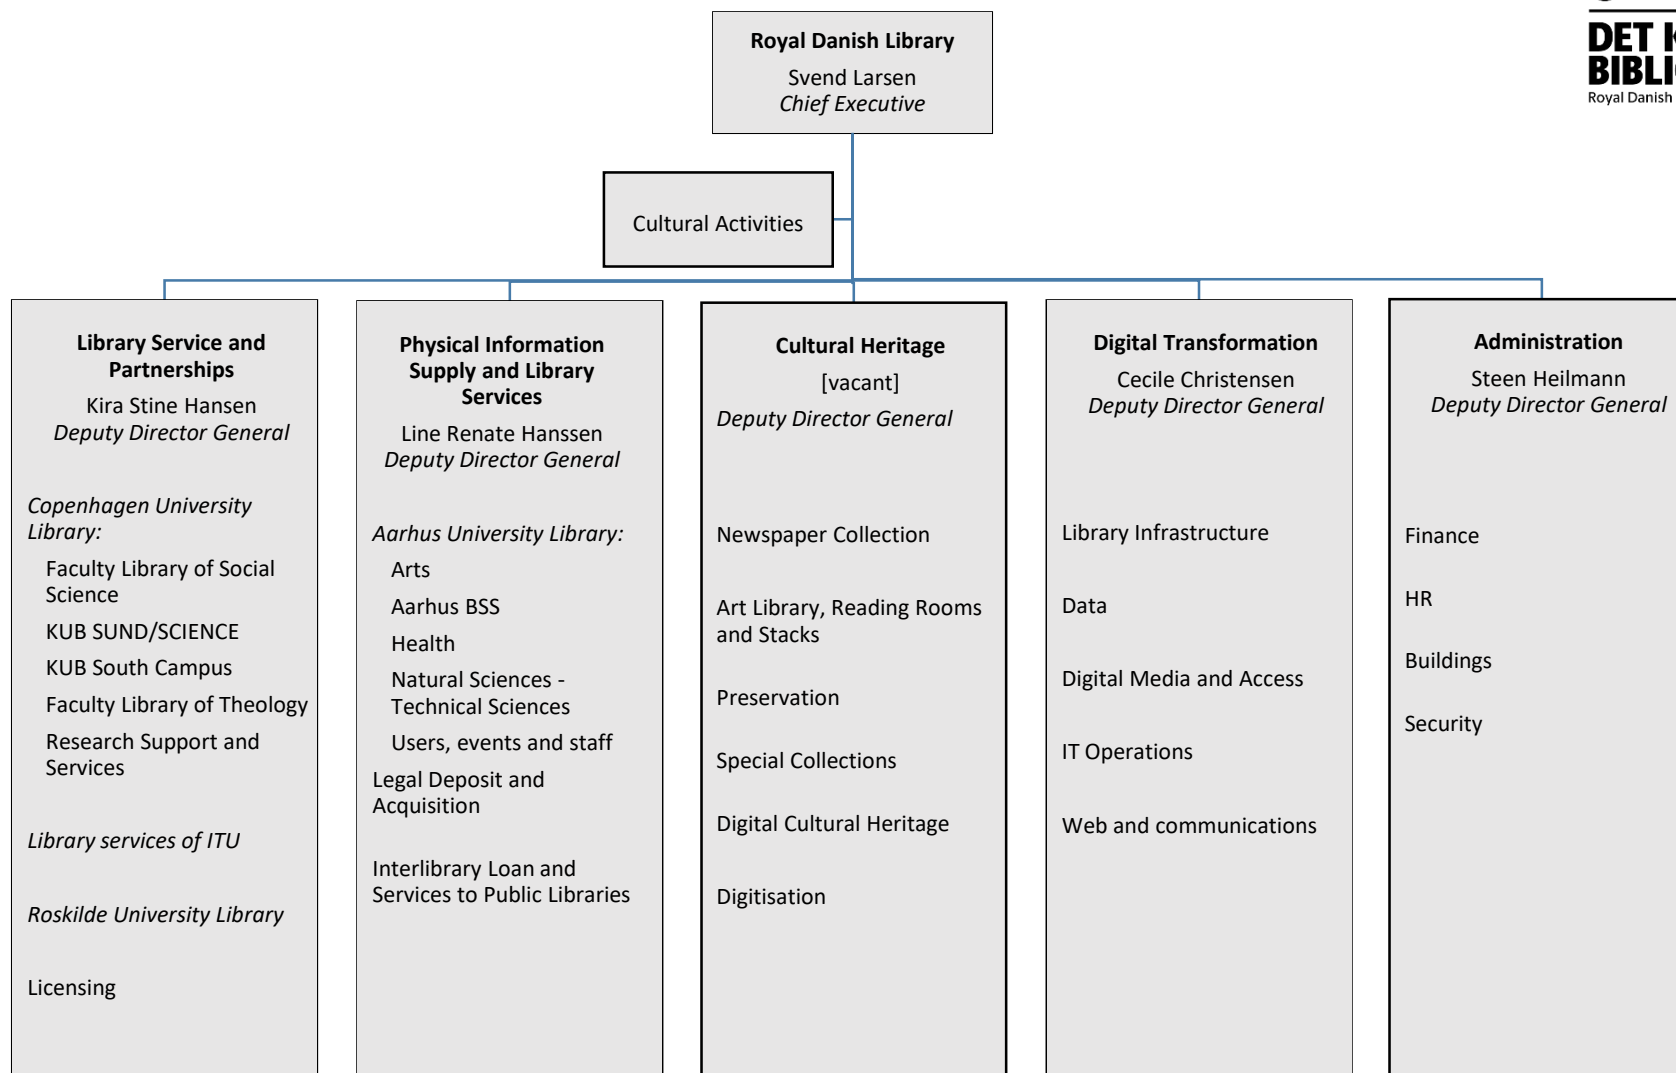 Royal Danish Library
Svend Larsen
Chief Executive
DET
BIBLI
Royal Danish
Cultural Activities
Library Service and
Partnerships
Kira Stine Hansen
Deputy Director General
Copenhagen University
Library:
Faculty Library of Social
Science
KUB SUND/SCIENCE
KUB South Campus
Faculty Library of Theology
Research Support and
Services
Library services of ITU
Roskilde University Library
Licensing
Physical Information
Supply and Library
Services
Line Renate Hanssen
Deputy Director General
Aarhus University Library:
Arts
Aarhus BSS
Health
Natural Sciences -
Technical Sciences
Users, events and staff
Legal Deposit and
Acquisition
Interlibrary Loan and
Services to Public Libraries
Cultural Heritage
[vacant]
Deputy Director General
Newspaper Collection
Art Library, Reading Rooms
and Stacks
Preservation
Special Collections
Digital Cultural Heritage
Digitisation
Digital Transformation
Cecile Christensen
Deputy Director General
Library Infrastructure
Data
Digital Media and Access
IT Operations
Web and communications
Administration
Steen Heilmann
Deputy Director General
Finance
HR
Buildings
Security